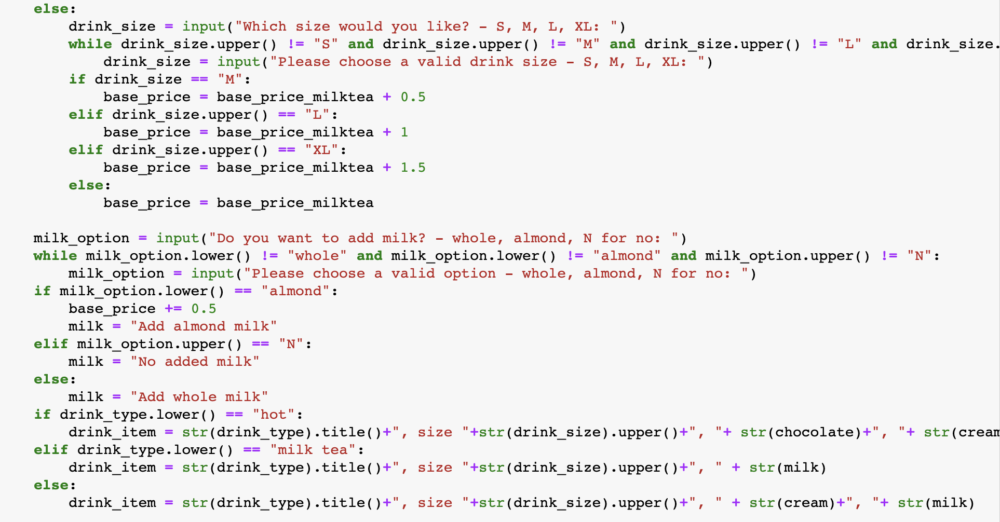 else:
    drink_size = input("Which size would you like? - S, M, L, XL: ")
    while drink_size.upper() != "S" and drink_size.upper() != "M" and drink_size.upper() != "L" and drink_size.
        drink_size = input("Please choose a valid drink size - S, M, L, XL: ")
    if drink_size == "M":
        base_price = base_price_milktea + 0.5
    elif drink_size.upper() == "L":
        base_price = base_price_milktea + 1
    elif drink_size.upper() == "XL":
        base_price = base_price_milktea + 1.5
    else:
        base_price = base_price_milktea

milk_option = input("Do you want to add milk? - whole, almond, N for no: ")
while milk_option.lower() != "whole" and milk_option.lower() != "almond" and milk_option.upper() != "N":
    milk_option = input("Please choose a valid option - whole, almond, N for no: ")
if milk_option.lower() == "almond":
    base_price += 0.5
    milk = "Add almond milk"
elif milk_option.upper() == "N":
    milk = "No added milk"
else:
    milk = "Add whole milk"
if drink_type.lower() == "hot":
    drink_item = str(drink_type).title()+", size "+str(drink_size).upper()+", "+ str(chocolate)+", "+ str(cream
elif drink_type.lower() == "milk tea":
    drink_item = str(drink_type).title()+", size "+str(drink_size).upper()+", " + str(milk)
else:
    drink_item = str(drink_type).title()+", size "+str(drink_size).upper()+", " + str(cream)+", "+ str(milk)